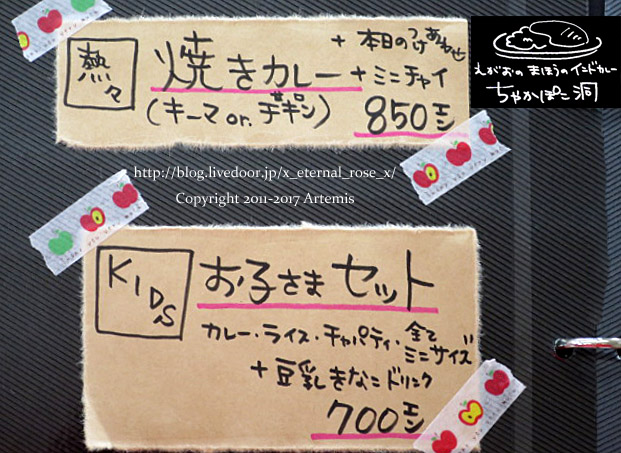 熱々
焼きカレー
+ 本日のつけあわせ
+ ミニチャイ
(キーマ or. チキン)
850エン
えがおの まほうのインドカレー
ちゃかぽこ洞
http://blog.livedoor.jp/x_eternal_rose_x/
Copyright 2011-2017 Artemis
KIDS
お子さまセット
カレー・ライス・チャパティ・全てミニサイズ
+ 豆乳きなこドリンク
700エン